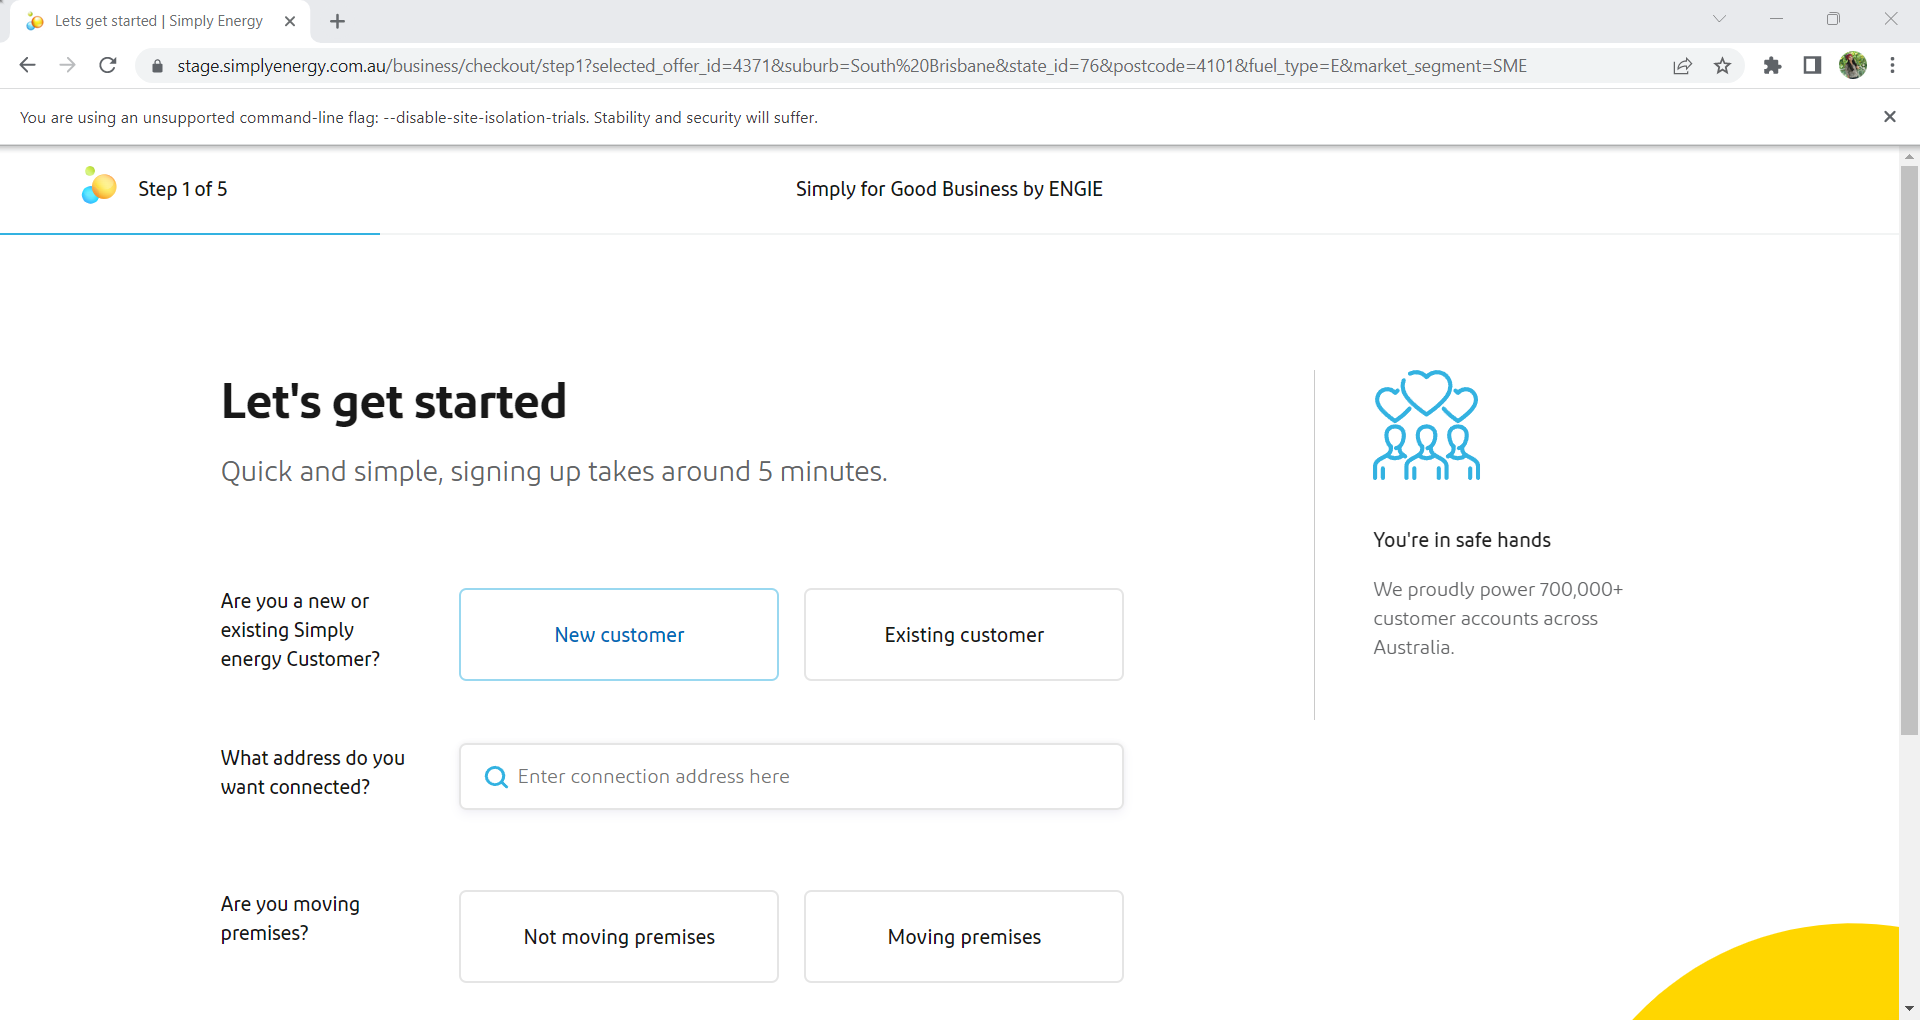 Lets get started | Simply Energy
stage.simplyenergy.com.au/business/checkout/step1?selected_offer_id=4371&suburb=South%20Brisbane&state_id=76&postcode=4101&fuel_type=E&market_segment=SME
You are using an unsupported command-line flag: --disable-site-isolation-trials. Stability and security will suffer.
Step 1 of 5
Simply for Good Business by ENGIE
Let's get started
Quick and simple, signing up takes around 5 minutes.
Are you a new or
existing Simply
energy Customer?
New customer
Existing customer
What address do you
want connected?
Enter connection address here
Are you moving
premises?
Not moving premises
Moving premises
You're in safe hands
We proudly power 700,000+
customer accounts across
Australia.